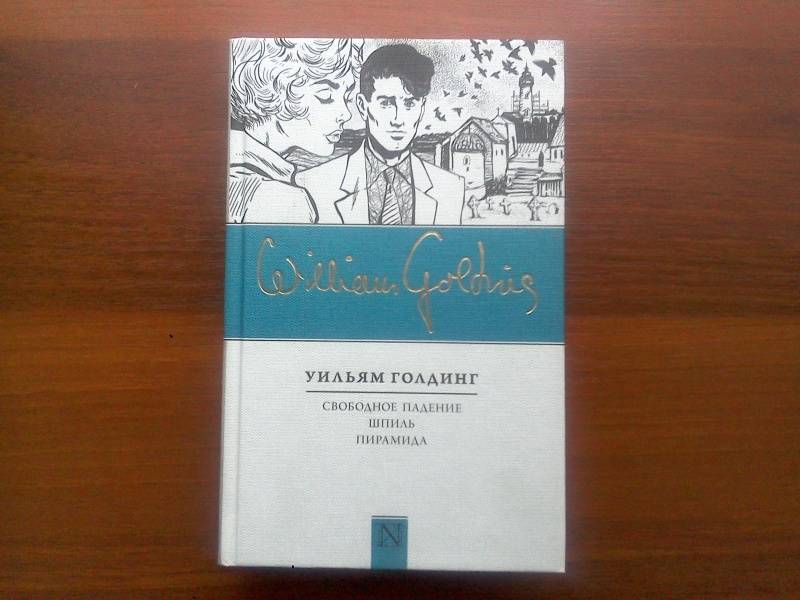 William Golding
УИЛЬЯМ ГОЛДИНГ
СВОБОДНОЕ ПАДЕНИЕ
ШПИЛЬ
ПИРАМИДА
N